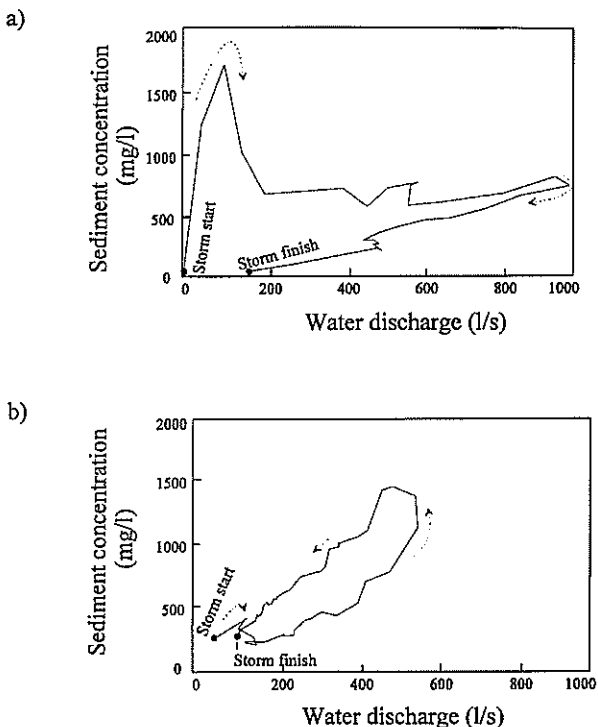 a)
2000
1500
1000
500
0
Sediment concentration
(mg/l)
Storm start
Storm finish
0 200 400 600 800 1000
Water discharge (l/s)
b)
2000
1500
1000
500
0
Sediment concentration
(mg/l)
Storm start
Storm finish
0 200 400 600 800 1000
Water discharge (l/s)